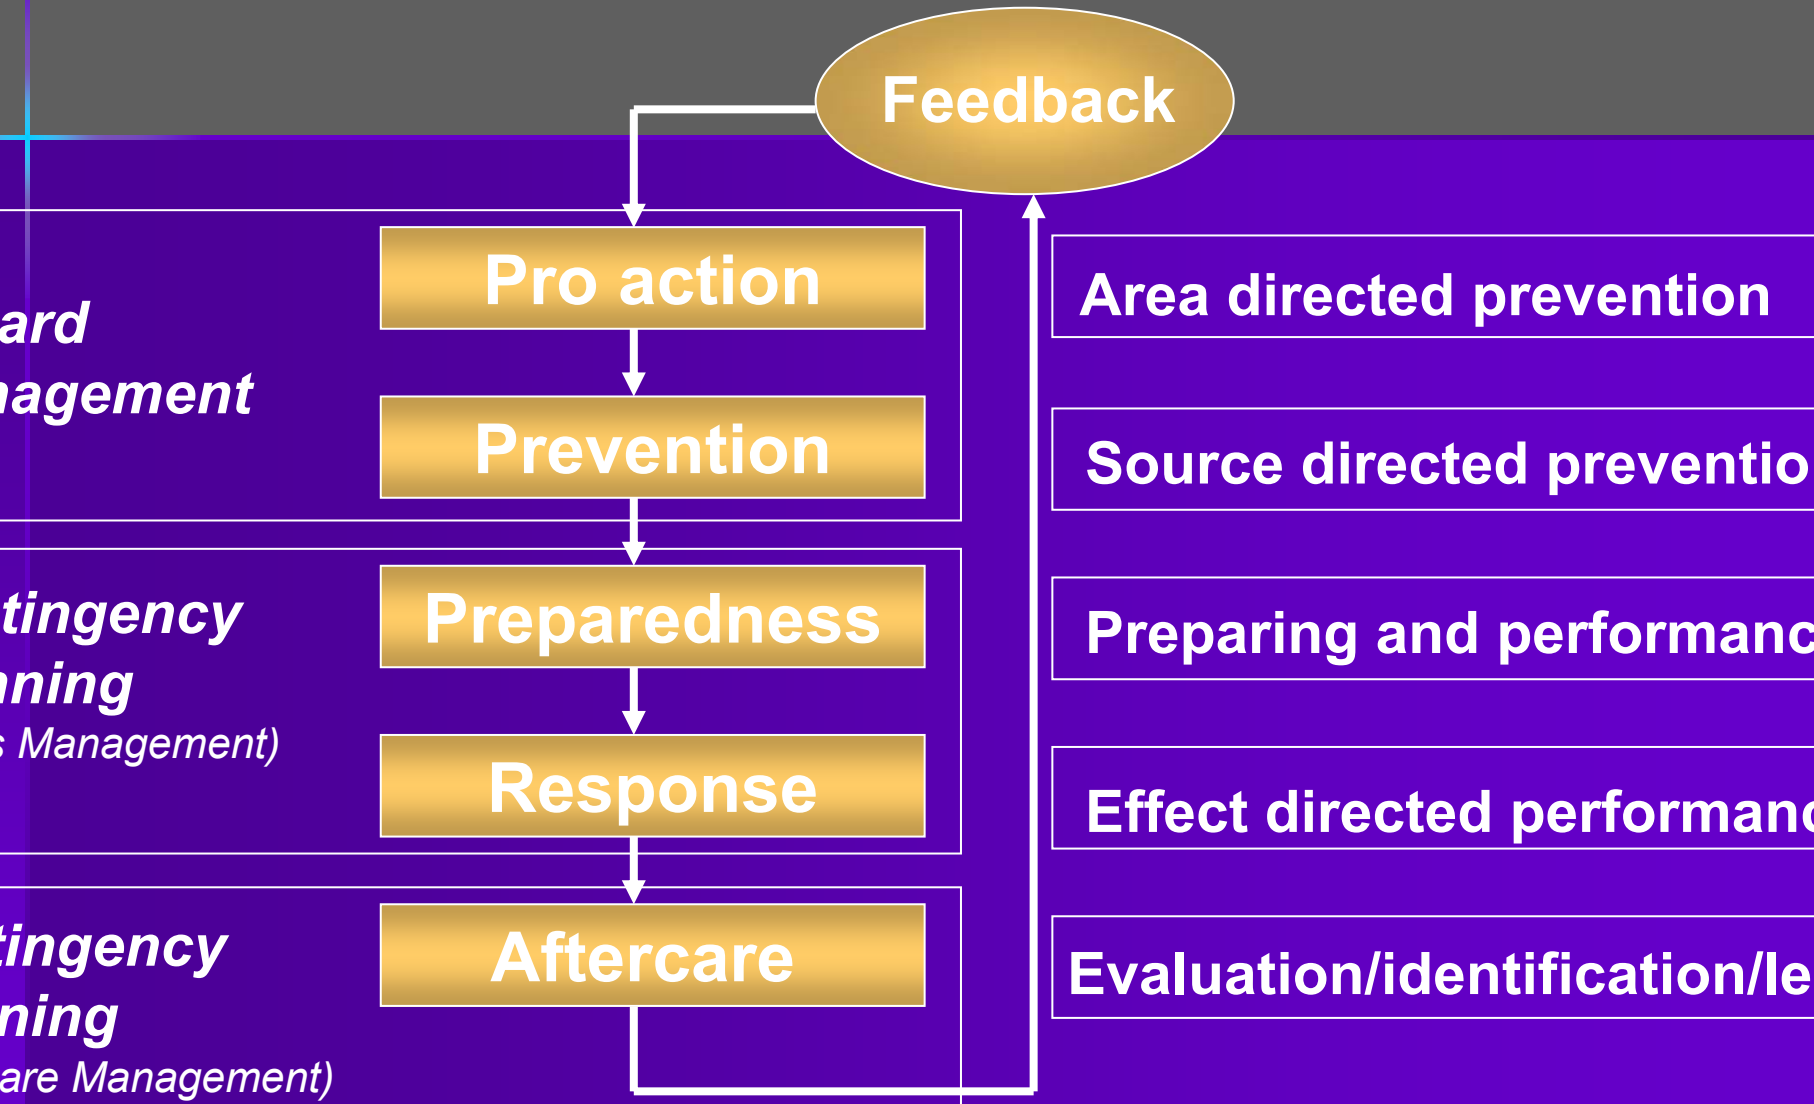 Feedback
Pro action
Area directed prevention
ard
nagement
Prevention
Source directed preventio
tingency
Preparedness
Preparing and performanc
nning
s Management)
Response
Effect directed performanc
tingency
Aftercare
Evaluation/identification/le
ning
are Management)